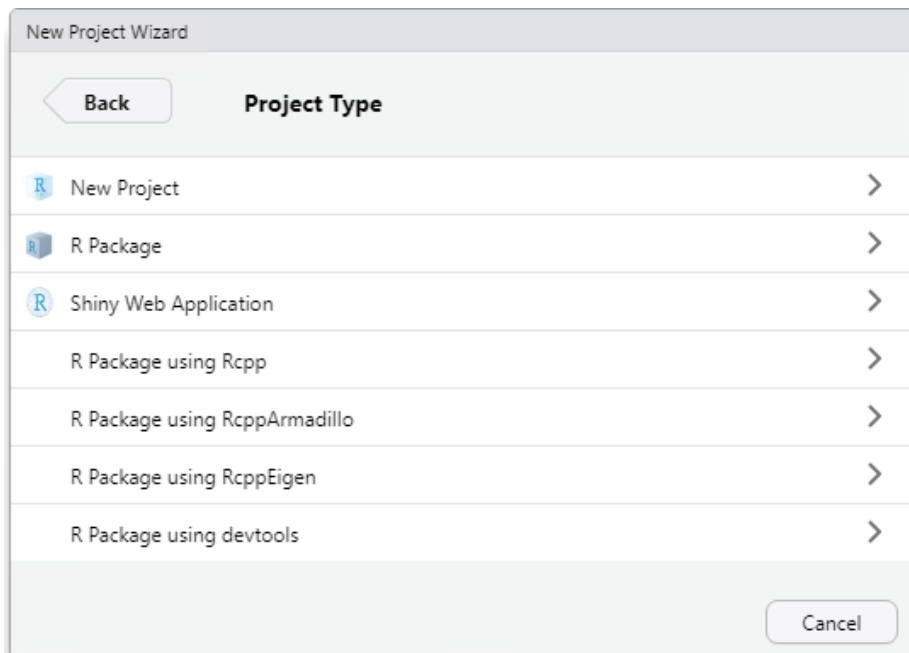 New Project Wizard
Back
Project Type
R New Project
R R Package
R Shiny Web Application
R Package using Rcpp
R Package using RcppArmadillo
R Package using RcppEigen
R Package using devtools
Cancel